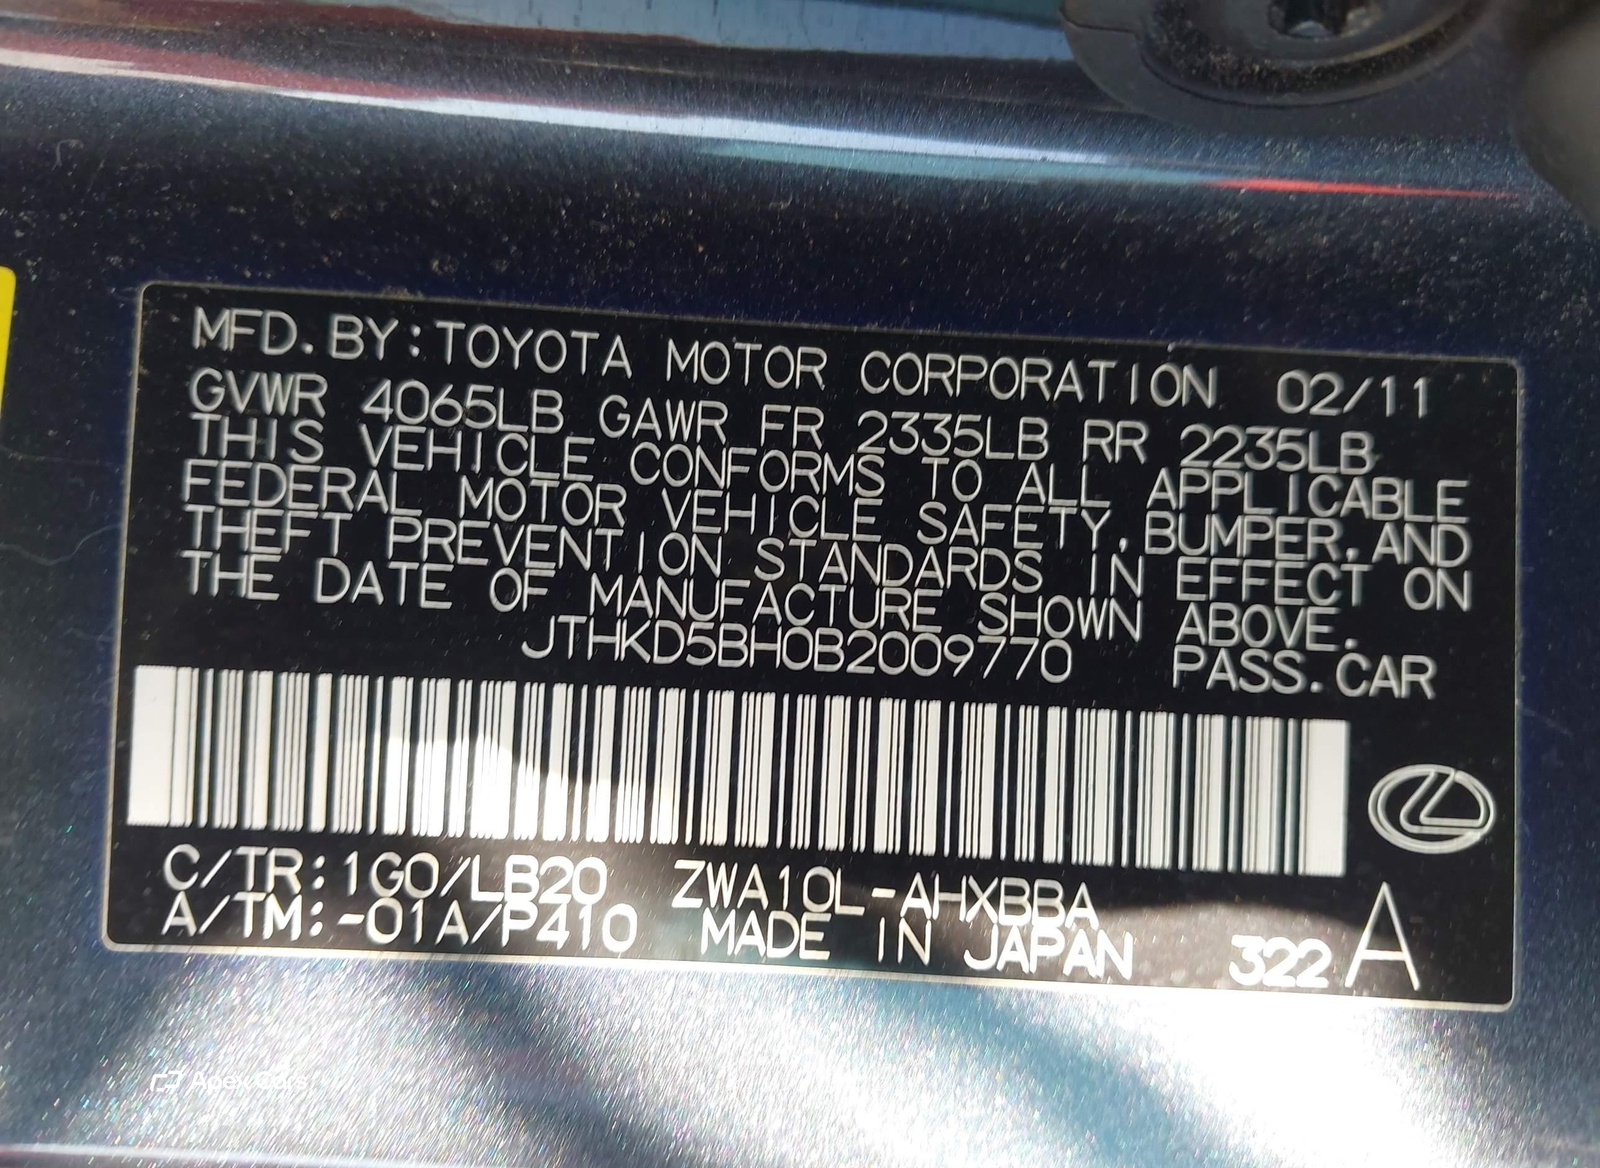 MFD. BY: TOYOTA MOTOR CORPORATION 02/11
GVWR 4065LB GAWR FR 2335LB RR 2235LB
THIS VEHICLE CONFORMS TO ALL APPLICABLE
FEDERAL MOTOR VEHICLE SAFETY, BUMPER, AND
THEFT PREVENTION STANDARDS IN EFFECT ON
THE DATE OF MANUFACTURE SHOWN ABOVE.
JTHKD5BH0B2009770 PASS. CAR
C/TR: 1G0/LB20 ZWA10L-AHXBBA
A/TM: -01A/P410 MADE IN JAPAN 322 A
Apex Cars